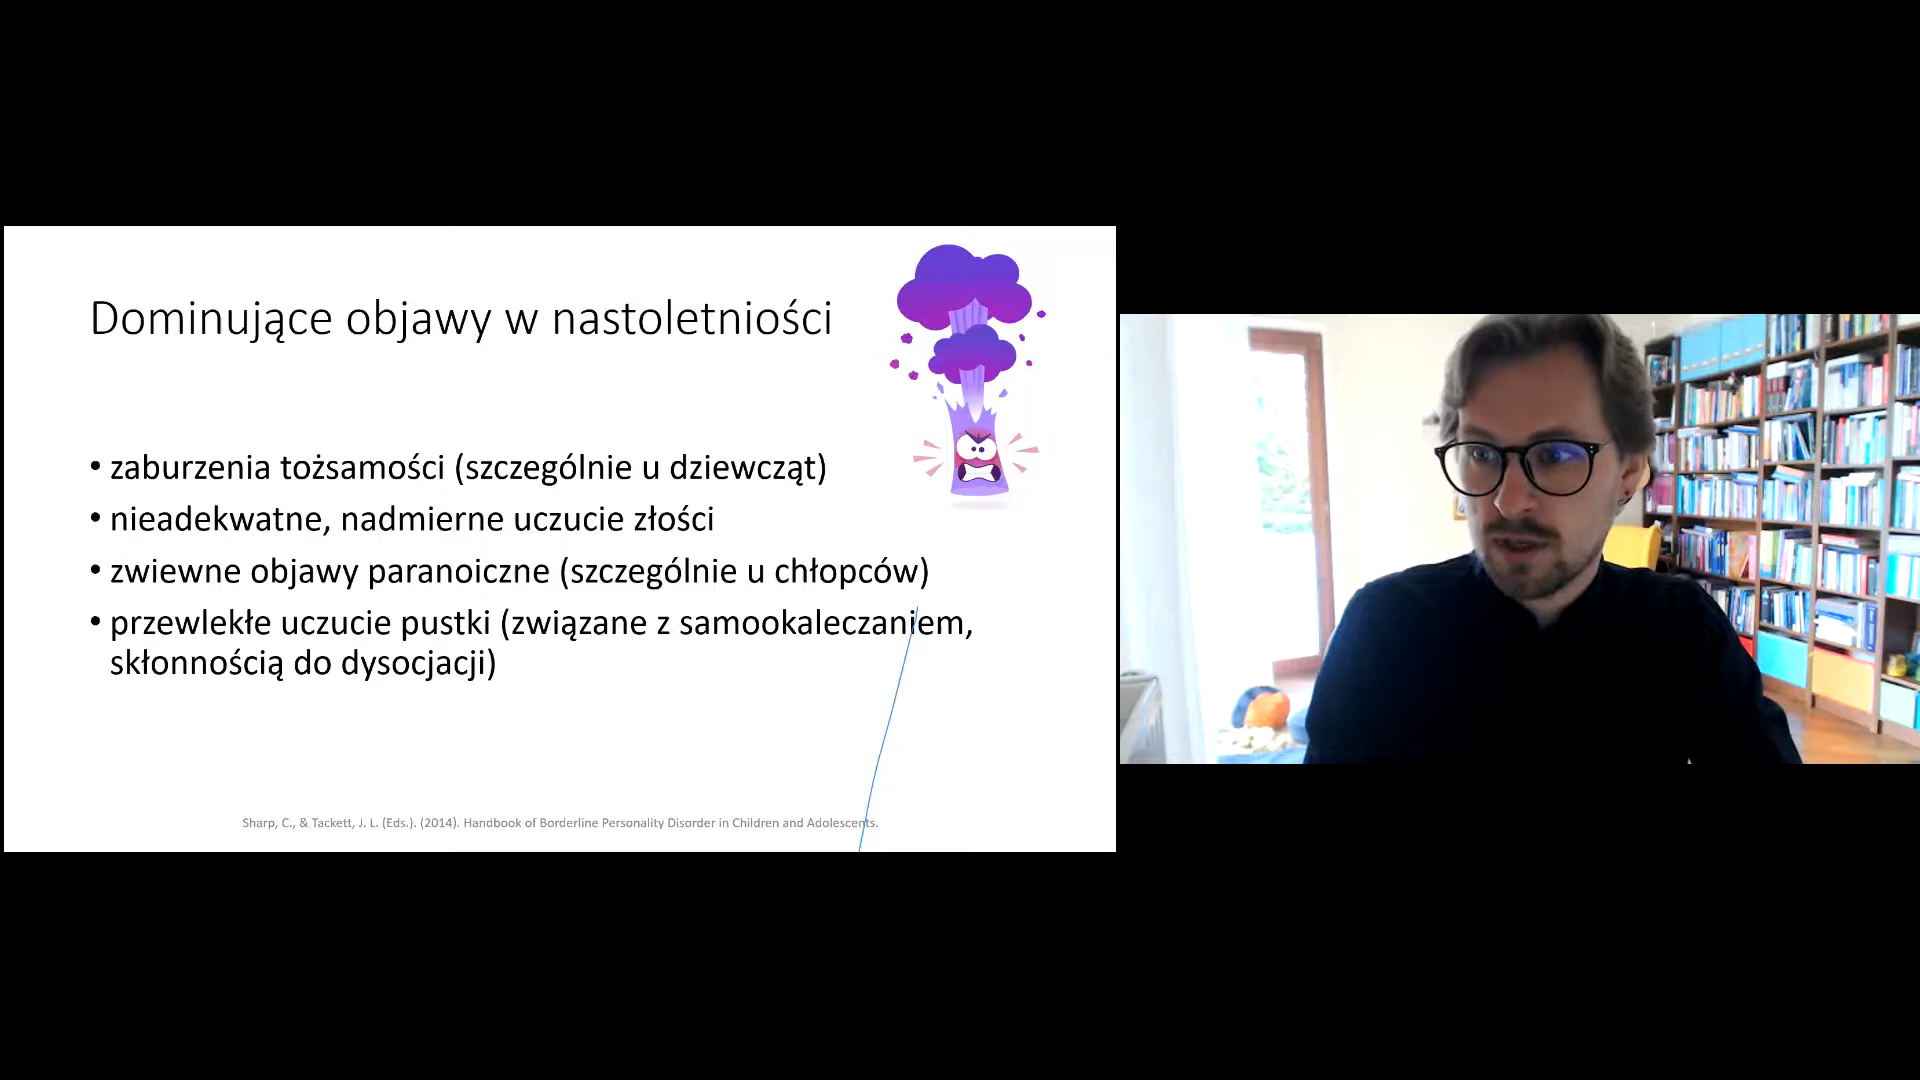 Dominujące objawy w nastoletniości
• zaburzenia tożsamości (szczególnie u dziewcząt)
• nieadekwatne, nadmierne uczucie złości
• zwiewne objawy paranoiczne (szczególnie u chłopców)
• przewlekłe uczucie pustki (związane z samookaleczaniem,
skłonnością do dysocjacji)
Sharp, C., & Tackett, J. L. (Eds.). (2014). Handbook of Borderline Personality Disorder in Children and Adolescents.